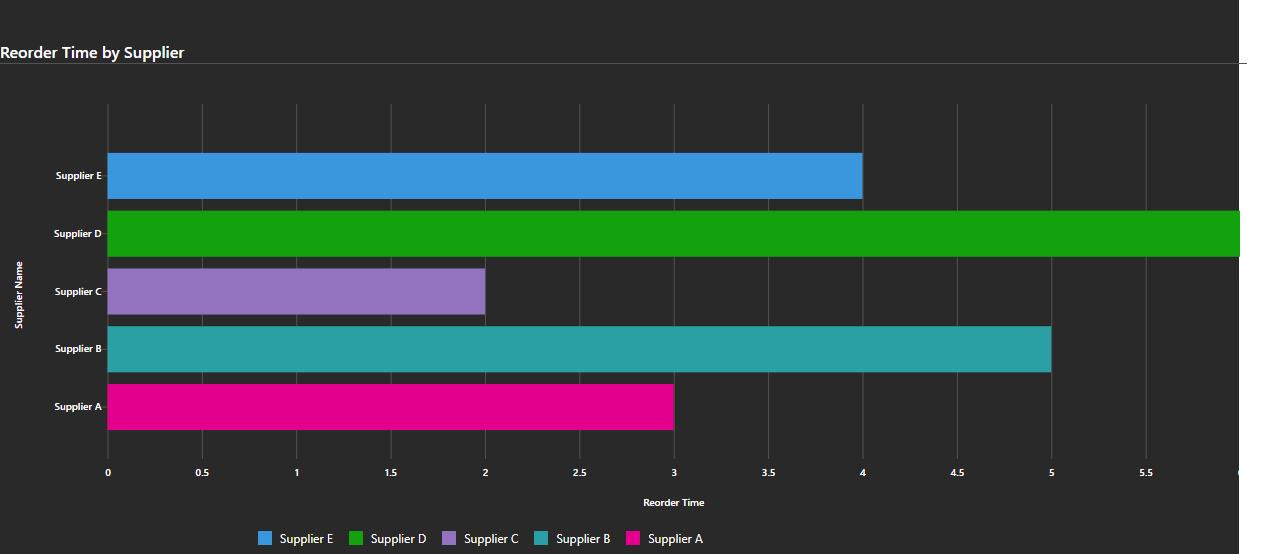 Reorder Time by Supplier
Supplier Name
Supplier E
Supplier D
Supplier C
Supplier B
Supplier A
0 0.5 1 1.5 2 2.5 3 3.5 4 4.5 5 5.5
Reorder Time
Supplier E Supplier D Supplier C Supplier B Supplier A